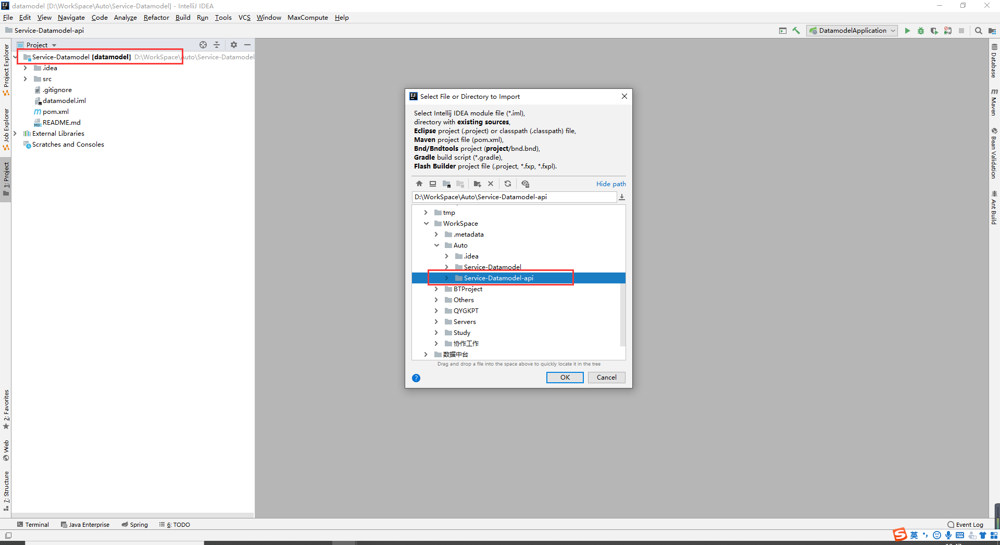 datamodel [D:\WorkSpace\Auto\Service-Datamodel] - IntelliJ IDEA
File Edit View Navigate Code Analyze Refactor Build Run Tools VCS Window MaxCompute Help
Service-Datamodel-api
DatamodelApplication
Project
Service-Datamodel [datamodel] D:\WorkSpace\Auto\Service-Datamodel
.idea
src
.gitignore
datamodel.iml
pom.xml
README.md
External Libraries
Scratches and Consoles
Project Explorer
Job Explorer
1: Project
2: Favorites
Web
7: Structure
Select File or Directory to Import
Select Intellij IDEA module file (*.iml),
directory with existing sources,
Eclipse project (.project) or classpath (.classpath) file,
Maven project file (pom.xml),
Bnd/Bndtools project (project/bnd.bnd),
Gradle build script (*.gradle),
Flash Builder project file (.project, *.fxp, *.fxpl).
Hide path
D:\WorkSpace\Auto\Service-Datamodel-api
tmp
WorkSpace
.metadata
Auto
.idea
Service-Datamodel
Service-Datamodel-api
BTProject
Others
QYGKPT
Servers
Study
协作工作
数据中台
Drag and drop a file into the space above to quickly locate it in the tree
OK Cancel
Database
Maven
Bean Validation
Ant Build
Terminal Java Enterprise Spring 6: TODO
Event Log
英